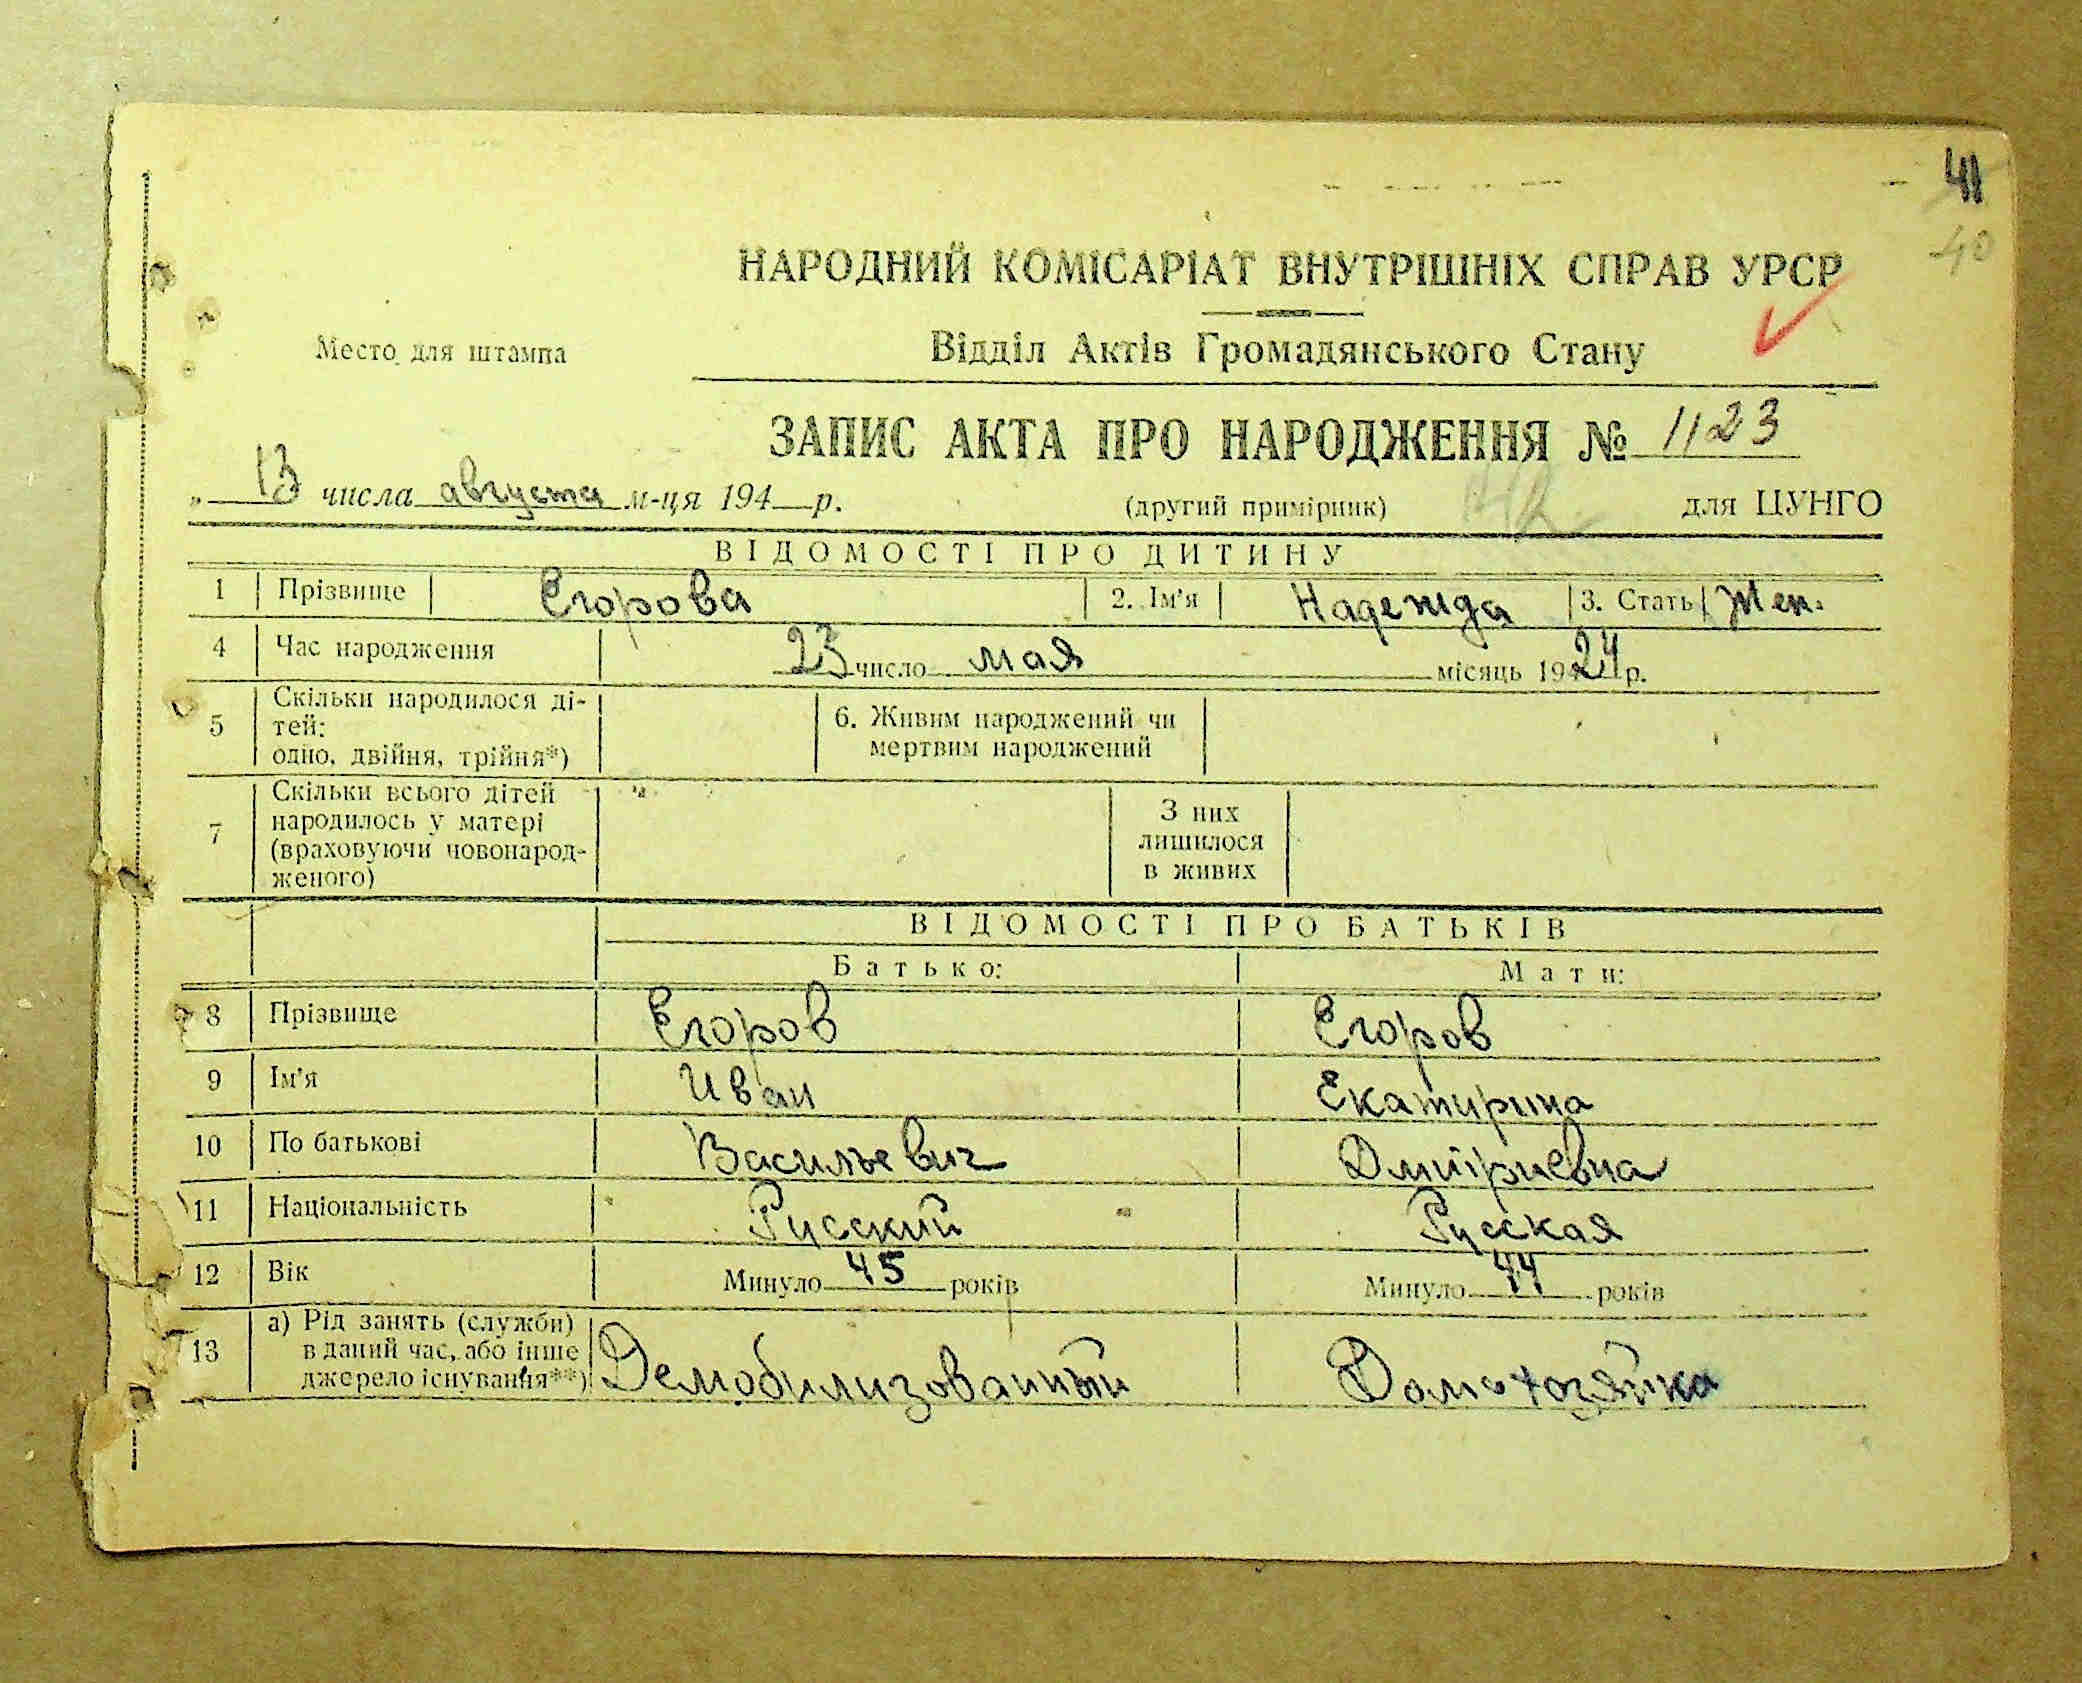 41
40
НАРОДНИЙ КОМІСАРІАТ ВНУТРІШНІХ СПРАВ УРСР
Место для штампа
Відділ Актів Громадянського Стану
ЗАПИС АКТА ПРО НАРОДЖЕННЯ № 1123
„ 13 числа августа м-ця 194 р.
(другий примірник)
для ЦУНГО
ВІДОМОСТІ ПРО ДИТИНУ
1 Прізвище Егорова 2. Ім'я Надежда 3. Стать Жен.
4 Час народження 23 число мая місяць 1924 р.
5 Скільки народилося ді-
тей:
одно, двійня, трійня*)
6. Живим народжений чи
мертвим народжений
7 Скільки всього дітей
народилось у матері
(враховуючи новонарод-
женого)
З них
лишилося
в живих
ВІДОМОСТІ ПРО БАТЬКІВ
Батько: Мати:
8 Прізвище Егоров Егоров
9 Ім'я Иван Екатирина
10 По батькові Васильевич Дмитриевна
11 Національність Русский Русская
12 Вік Минуло 45 років Минуло 44 років
13 а) Рід занять (служби)
в даний час, або інше
джерело існування**) Демобилизованный Домохозяйка